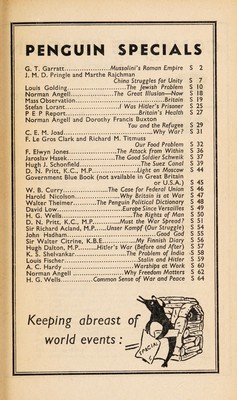 PENGUIN SPECIALS
G. T. Garratt....................Mussolini's Roman Empire S 2
J. M. D. Pringle and Marthe Rajchman
China Struggles for Unity S 7
Louis Golding....................The Jewish Problem S 10
Norman Angell..............The Great Illusion—Now S 18
Mass Observation....................Britain S 19
Stefan Lorant....................I Was Hitler's Prisoner S 25
P E P Report....................Britain's Health S 27
Norman Angell and Dorothy Francis Buxton
You and the Refugee S 29
C. E. M. Joad....................Why War? S 31
F. Le Gros Clark and Richard M. Titmuss
Our Food Problem S 32
F. Elwyn Jones..............The Attack from Within S 36
Jaroslav Hasek..............The Good Soldier Schweik S 37
Hugh J. Schonfield....................The Suez Canal S 39
D. N. Pritt, K.C., M.P.............Light on Moscow S 44
Government Blue Book (not available in Great Britain
or U.S.A.) S 45
W. B. Curry..............The Case for Federal Union S 46
Harold Nicolson..............Why Britain is at War S 47
Walter Theimer....The Penguin Political Dictionary S 48
David Low....................Europe Since Versailles S 49
H. G. Wells....................The Rights of Man S 50
D. N. Pritt, K.C., M.P....Must the War Spread? S 51
Sir Richard Acland, M.P....Unser Kampf (Our Struggle) S 54
John Hadham....................Good God S 55
Sir Walter Citrine, K.B.E.............My Finnish Diary S 56
Hugh Dalton, M.P.......Hitler's War (Before and After) S 57
K. S. Shelvankar..............The Problem of India S 58
Louis Fischer....................Stalin and Hitler S 59
A. C. Hardy....................Warships at Work S 60
Norman Angell..............Why Freedom Matters S 62
H. G. Wells........Common Sense of War and Peace S 64
Keeping abreast of
world events:
SPECIAL